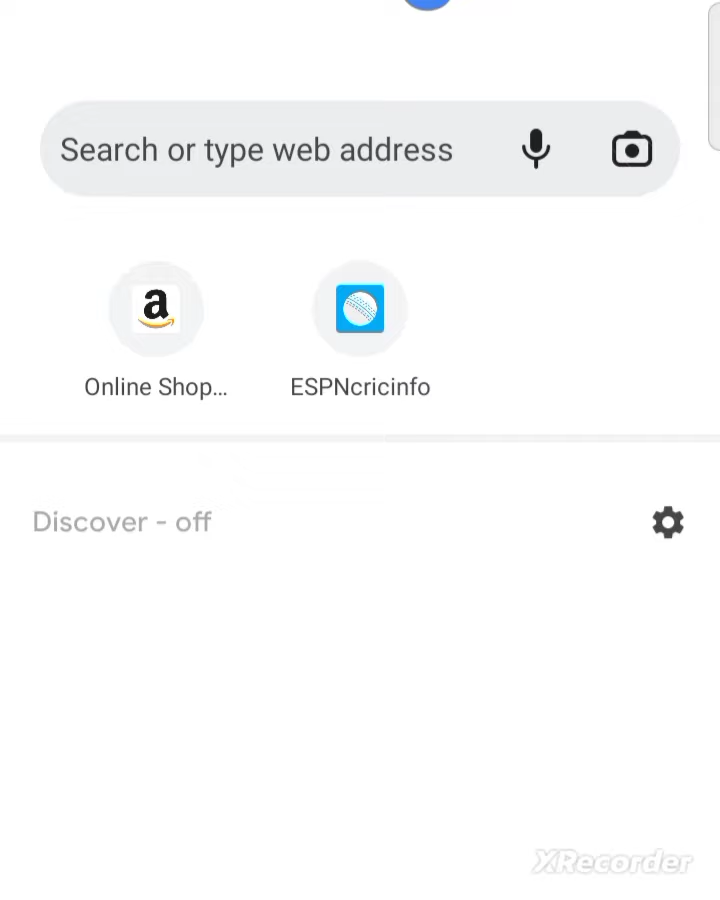 Search or type web address
a
Online Shop...
ESPNcricinfo
Discover - off
XRecorder